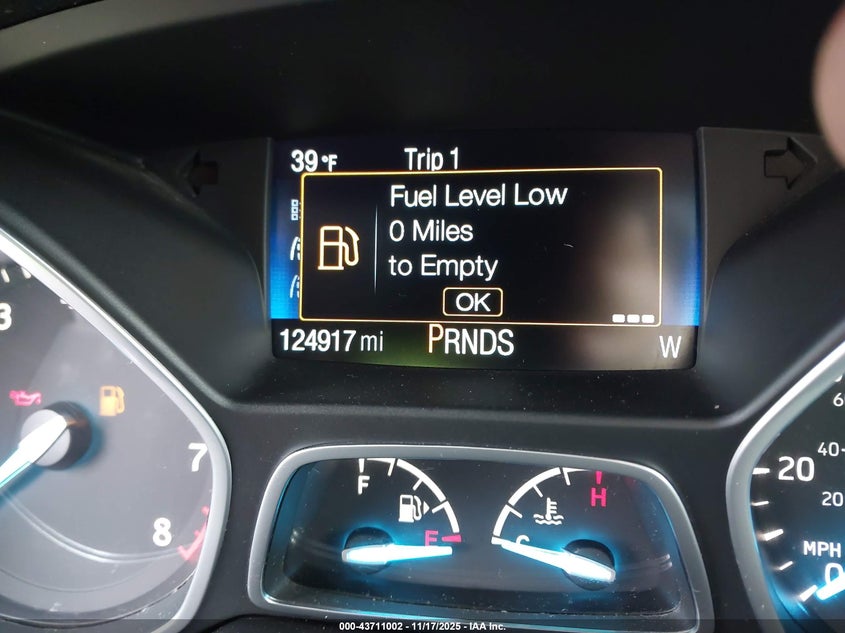 39°F Trip 1
Fuel Level Low
0 Miles
to Empty
OK
124917 mi PRNDS W
3
7
8
F
E
H
C
60
40
20
20
MPH
0
000-43711002 - 11/17/2025 - IAA Inc.